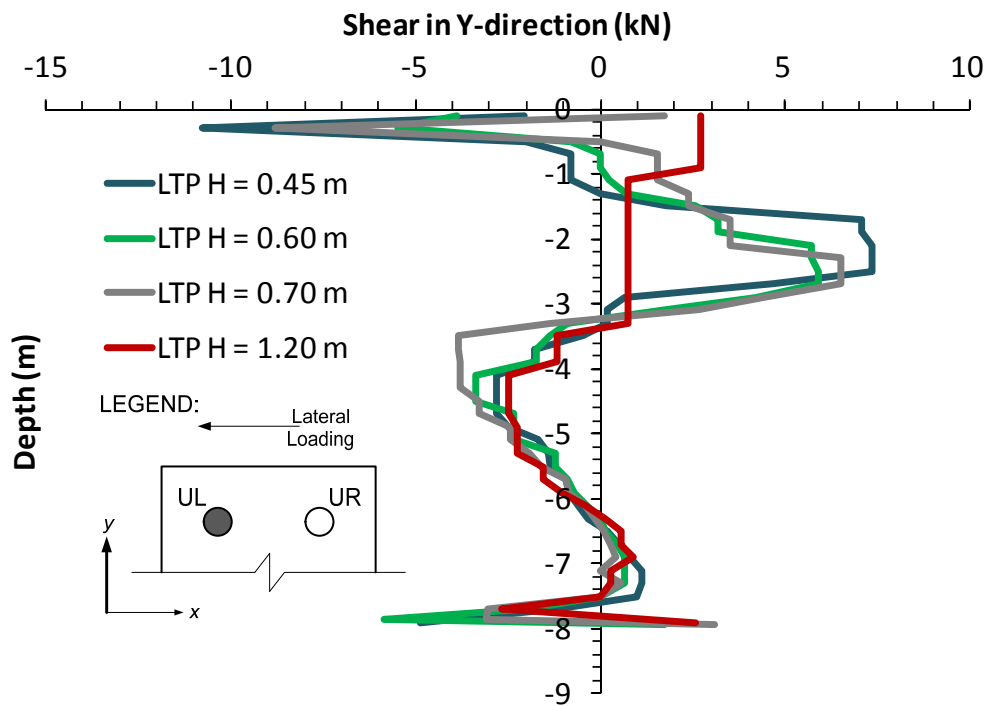 Shear in Y-direction (kN)
-15 -10 -5 0 5 10
0
-1
-2
-3
-4
-5
-6
-7
-8
-9
Depth (m)
LTP H = 0.45 m
LTP H = 0.60 m
LTP H = 0.70 m
LTP H = 1.20 m
LEGEND:
Lateral
Loading
UL UR
y
x